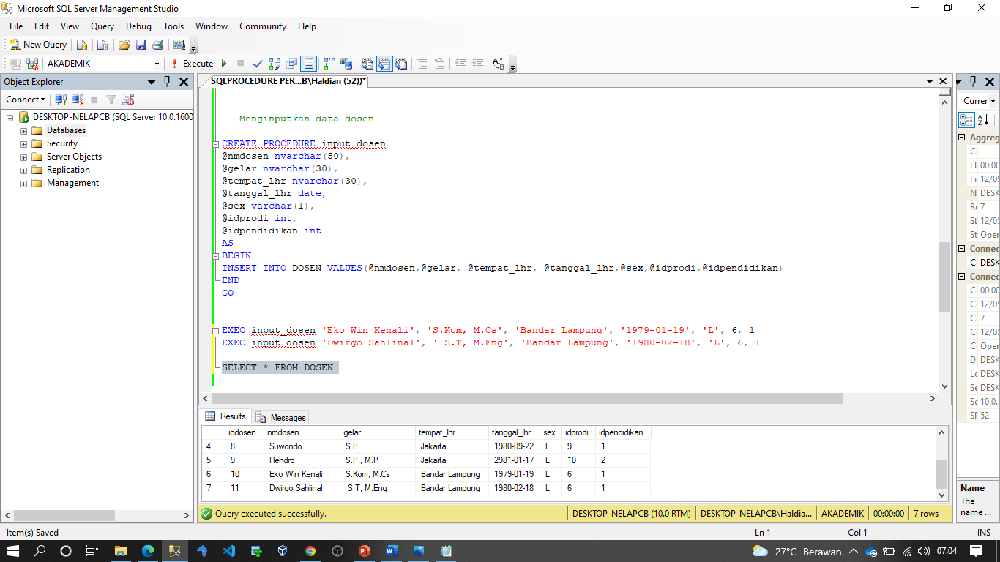 Microsoft SQL Server Management Studio
File Edit View Query Debug Tools Window Community Help
New Query
AKADEMIK Execute
Object Explorer
Connect
DESKTOP-NELAPCB (SQL Server 10.0.1600
Databases
Security
Server Objects
Replication
Management
SQLPROCEDURE PER...B\Haldian (52))*
-- Menginputkan data dosen
CREATE PROCEDURE input_dosen
@nmdosen nvarchar(50),
@gelar nvarchar(30),
@tempat_lhr nvarchar(30),
@tanggal_lhr date,
@sex varchar(1),
@idprodi int,
@idpendidikan int
AS
BEGIN
INSERT INTO DOSEN VALUES(@nmdosen,@gelar, @tempat_lhr, @tanggal_lhr,@sex,@idprodi,@idpendidikan)
END
GO
EXEC input_dosen 'Eko Win Kenali', 'S.Kom, M.Cs', 'Bandar Lampung', '1979-01-19', 'L', 6, 1
EXEC input_dosen 'Dwirgo Sahlinal', ' S.T, M.Eng', 'Bandar Lampung', '1980-02-18', 'L', 6, 1
SELECT * FROM DOSEN
Results Messages
iddosen nmdosen gelar tempat_lhr tanggal_lhr sex idprodi idpendidikan
4 8 Suwondo S.P. Jakarta 1980-09-22 L 9 1
5 9 Hendro S.P., M.P Jakarta 2981-01-17 L 10 2
6 10 Eko Win Kenali S.Kom, M.Cs Bandar Lampung 1979-01-19 L 6 1
7 11 Dwirgo Sahlinal S.T, M.Eng Bandar Lampung 1980-02-18 L 6 1
Query executed successfully. DESKTOP-NELAPCB (10.0 RTM) DESKTOP-NELAPCB\Haldia... AKADEMIK 00:00:00 7 rows
Currer
Aggreg
C
El 00:00
Fi 12/05
N DESK
Re 7
St 12/05
St Oper
Connec
C DESK
Connec
C 00:00
C 12/05
C 7
C 12/05
C Oper
D DESK
Lo DESK
Se DESK
Se 10.0.
SP 52
Name
The
name ...
Item(s) Saved Ln 1 Col 1 INS
27°C Berawan 07.04